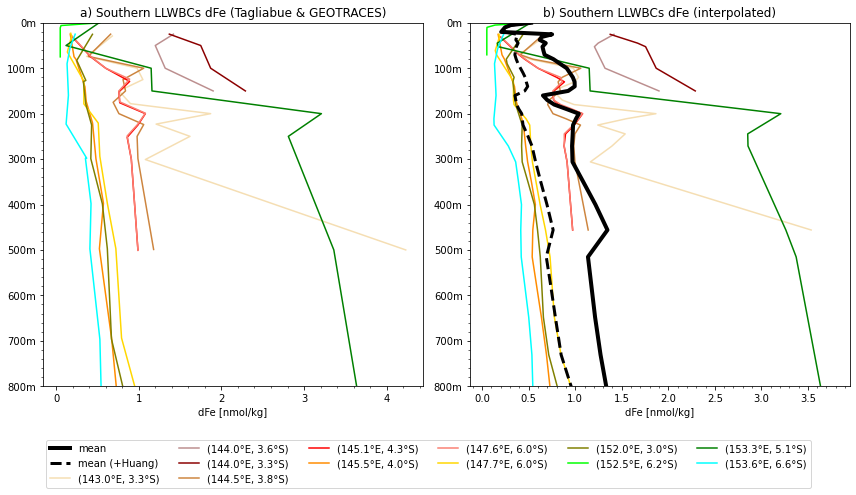 a) Southern LLWBCs dFe (Tagliabue & GEOTRACES)
b) Southern LLWBCs dFe (interpolated)
0m
100m
200m
300m
400m
500m
600m
700m
800m
0 1 2 3 4
dFe [nmol/kg]
0m
100m
200m
300m
400m
500m
600m
700m
800m
0.0 0.5 1.0 1.5 2.0 2.5 3.0 3.5
dFe [nmol/kg]
mean
mean (+Huang)
(143.0°E, 3.3°S)
(144.0°E, 3.6°S)
(144.0°E, 3.3°S)
(144.5°E, 3.8°S)
(145.1°E, 4.3°S)
(145.5°E, 4.0°S)
(147.6°E, 6.0°S)
(147.7°E, 6.0°S)
(152.0°E, 3.0°S)
(152.5°E, 6.2°S)
(153.3°E, 5.1°S)
(153.6°E, 6.6°S)